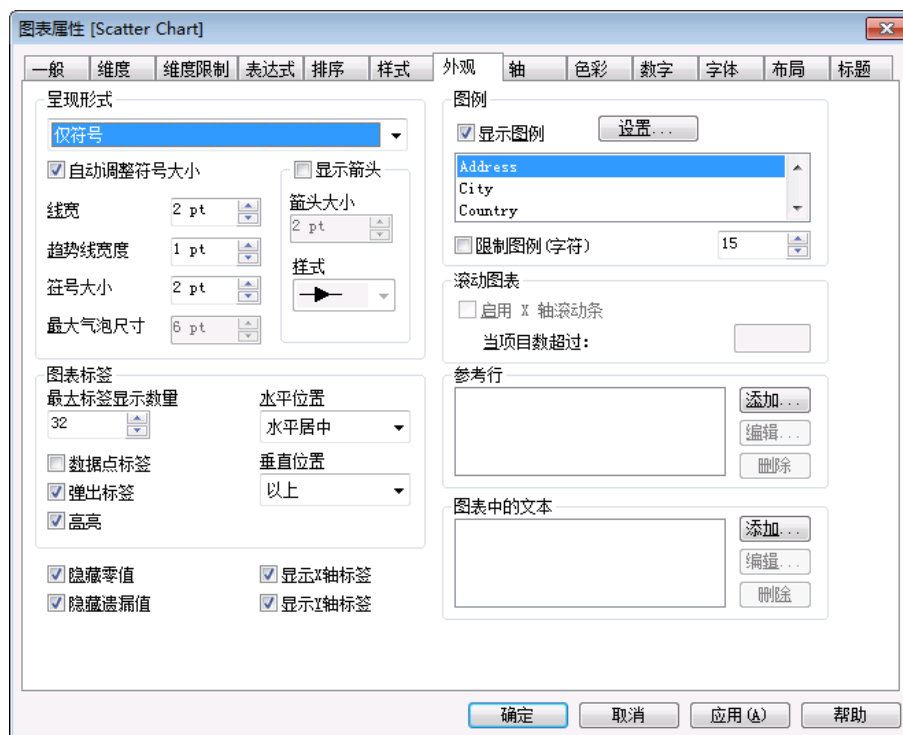 图表属性 [Scatter Chart]
一般 维度 维度限制 表达式 排序 样式 外观 轴 色彩 数字 字体 布局 标题
呈现形式
仅符号
自动调整符号大小
线宽 2 pt
趋势线宽度 1 pt
符号大小 2 pt
最大气泡尺寸 6 pt
显示箭头
箭头大小
2 pt
样式
图表标签
最大标签显示数量
32
数据点标签
弹出标签
高亮
水平位置
水平居中
垂直位置
以上
隐藏零值
隐藏遗漏值
显示X轴标签
显示Y轴标签
图例
显示图例
设置...
Address
City
Country
限制图例(字符) 15
滚动图表
启用 X 轴滚动条
当项目数超过:
参考行
添加...
编辑...
删除
图表中的文本
添加...
编辑...
删除
确定 取消 应用(A) 帮助